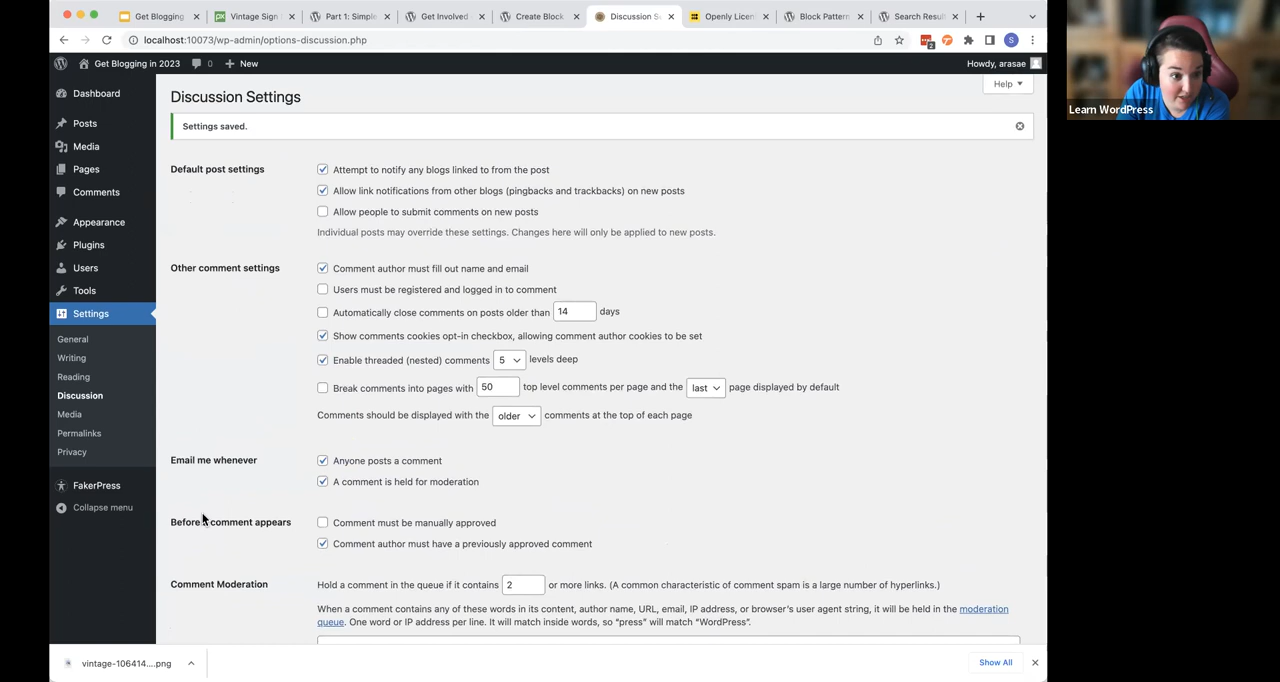 Get Blogging
Vintage Sign
Part 1: Simple
Get Involved
Create Block
Discussion S
Openly Licen
Block Pattern
Search Resul
localhost:10073/wp-admin/options-discussion.php
2
S
Get Blogging in 2023
0
New
Howdy, arasae
Learn WordPress
Help
Dashboard
Posts
Media
Pages
Comments
Appearance
Plugins
Users
Tools
Settings
General
Writing
Reading
Discussion
Media
Permalinks
Privacy
FakerPress
Collapse menu
Discussion Settings
Settings saved.
Default post settings
Attempt to notify any blogs linked to from the post
Allow link notifications from other blogs (pingbacks and trackbacks) on new posts
Allow people to submit comments on new posts
Individual posts may override these settings. Changes here will only be applied to new posts.
Other comment settings
Comment author must fill out name and email
Users must be registered and logged in to comment
Automatically close comments on posts older than 14 days
Show comments cookies opt-in checkbox, allowing comment author cookies to be set
Enable threaded (nested) comments 5 levels deep
Break comments into pages with 50 top level comments per page and the last page displayed by default
Comments should be displayed with the older comments at the top of each page
Email me whenever
Anyone posts a comment
A comment is held for moderation
Before a comment appears
Comment must be manually approved
Comment author must have a previously approved comment
Comment Moderation
Hold a comment in the queue if it contains 2 or more links. (A common characteristic of comment spam is a large number of hyperlinks.)
When a comment contains any of these words in its content, author name, URL, email, IP address, or browser's user agent string, it will be held in the moderation
queue. One word or IP address per line. It will match inside words, so "press" will match "WordPress".
vintage-106414....png
Show All